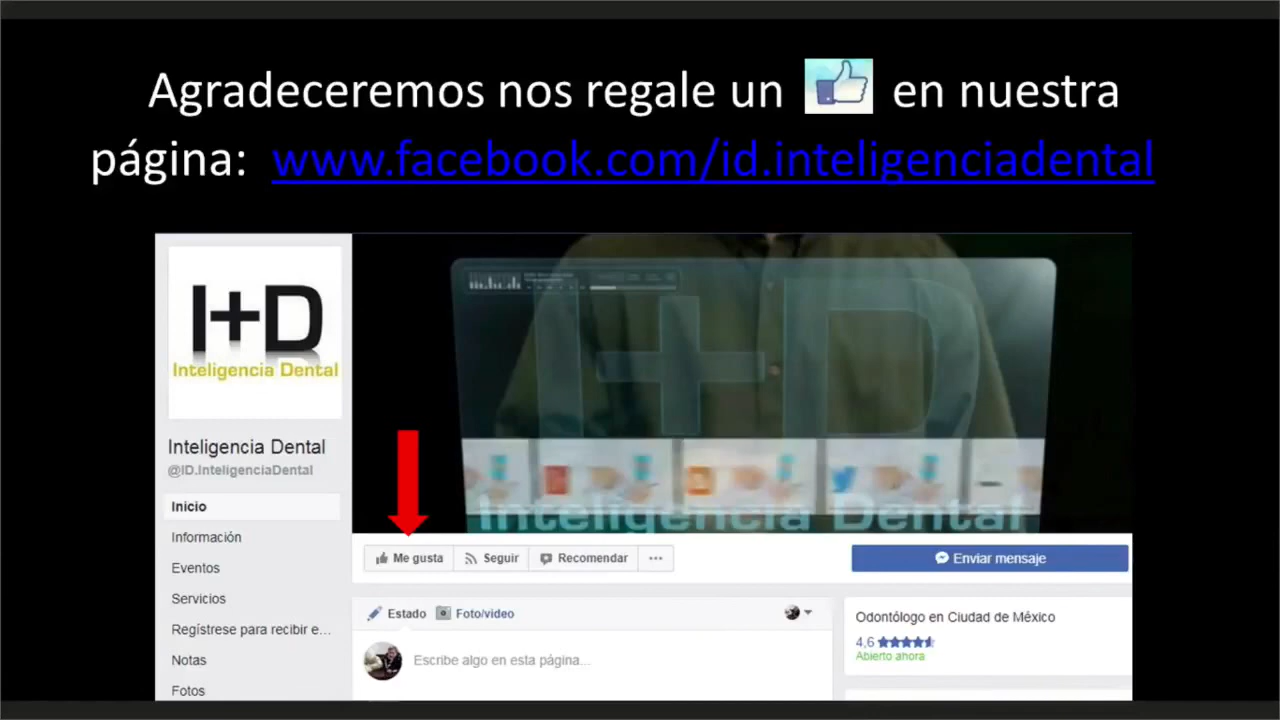 Agradeceremos nos regale un en nuestra
página: www.facebook.com/id.inteligenciadental
I+D
Inteligencia Dental
I+D
Inteligencia Dental
Inteligencia Dental
@ID.InteligenciaDental
Inicio
Información
Eventos
Servicios
Regístrese para recibir e...
Notas
Fotos
Me gusta
Seguir
Recomendar
...
Enviar mensaje
Estado
Foto/video
Escribe algo en esta página...
Odontólogo en Ciudad de México
4,6
Abierto ahora